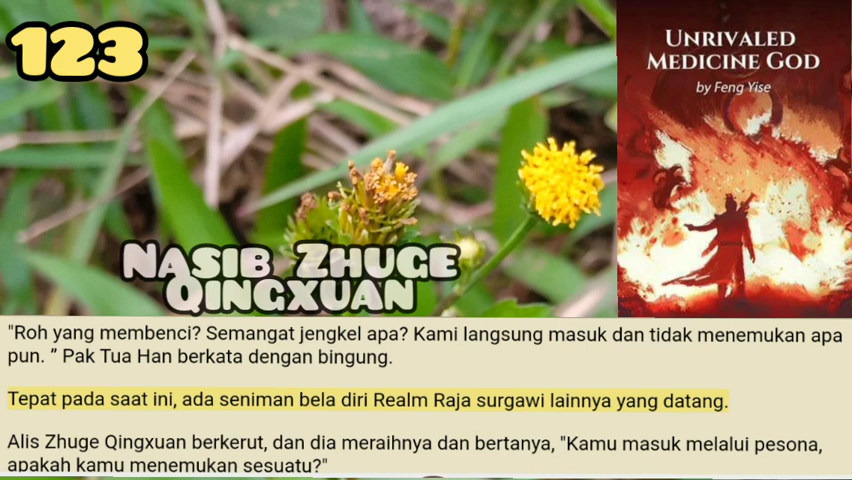 123
UNRIVALED
MEDICINE GOD
by Feng Yise
NASIB ZHUGE
QINGXUAN
"Roh yang membenci? Semangat jengkel apa? Kami langsung masuk dan tidak menemukan apa
pun. ” Pak Tua Han berkata dengan bingung.
Tepat pada saat ini, ada seniman bela diri Realm Raja surgawi lainnya yang datang.
Alis Zhuge Qingxuan berkerut, dan dia meraihnya dan bertanya, "Kamu masuk melalui pesona,
apakah kamu menemukan sesuatu?"